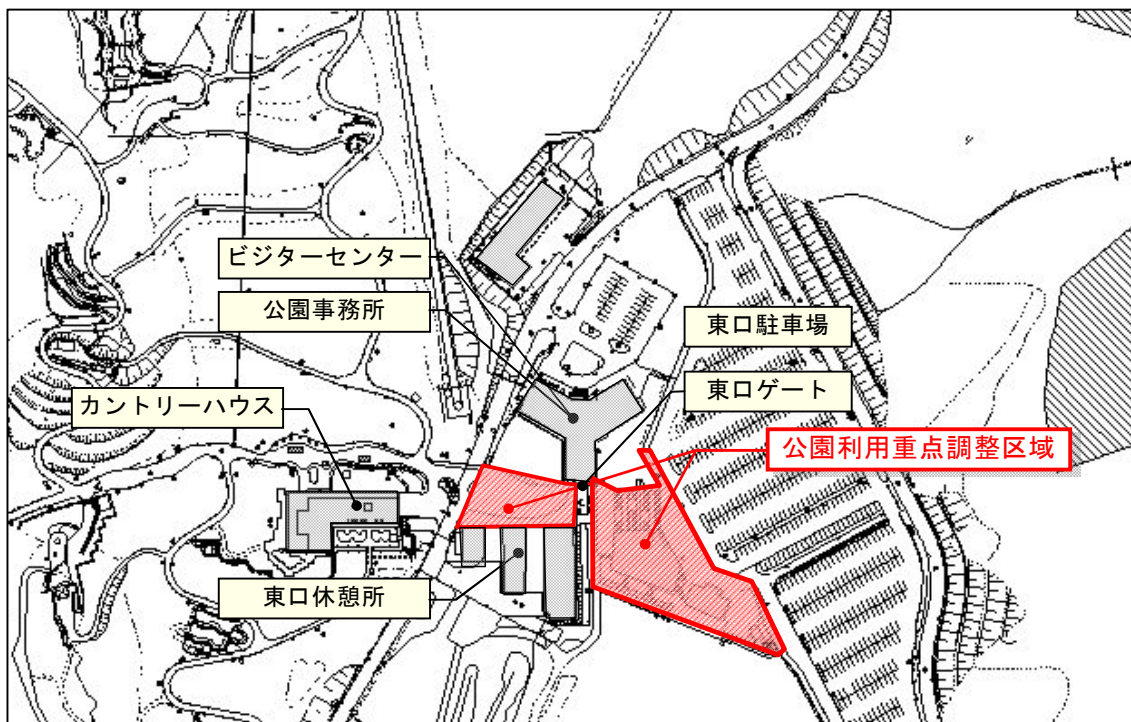 ビジターセンター
公園事務所
東口駐車場
カントリーハウス
東口ゲート
公園利用重点調整区域
東口休憩所